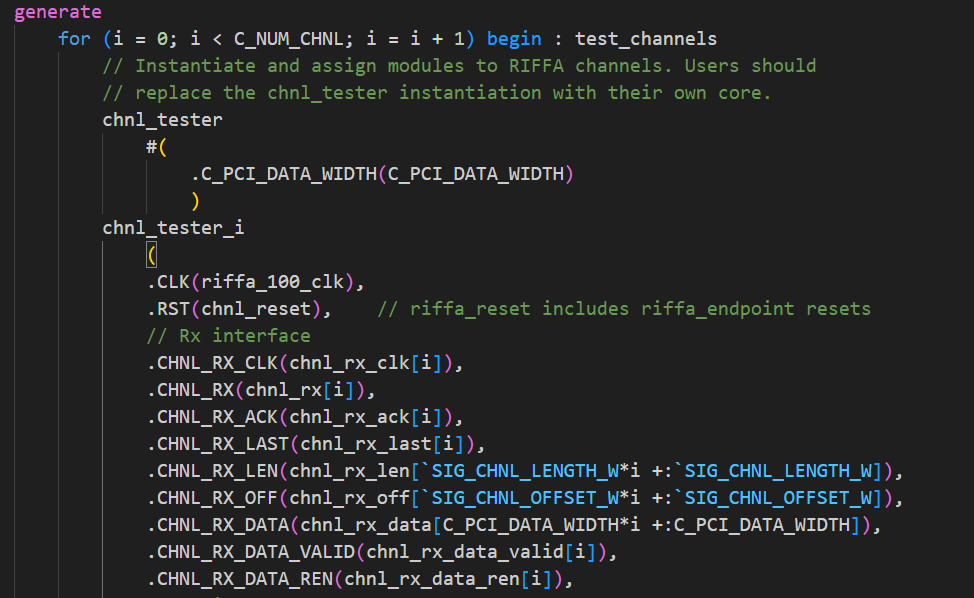 generate
for (i = 0; i < C_NUM_CHNL; i = i + 1) begin : test_channels
// Instantiate and assign modules to RIFFA channels. Users should
// replace the chnl_tester instantiation with their own core.
chnl_tester
#(
.C_PCI_DATA_WIDTH(C_PCI_DATA_WIDTH)
)
chnl_tester_i
(
.CLK(riffa_100_clk),
.RST(chnl_reset),    // riffa_reset includes riffa_endpoint resets
// Rx interface
.CHNL_RX_CLK(chnl_rx_clk[i]),
.CHNL_RX(chnl_rx[i]),
.CHNL_RX_ACK(chnl_rx_ack[i]),
.CHNL_RX_LAST(chnl_rx_last[i]),
.CHNL_RX_LEN(chnl_rx_len[`SIG_CHNL_LENGTH_W*i +:`SIG_CHNL_LENGTH_W]),
.CHNL_RX_OFF(chnl_rx_off[`SIG_CHNL_OFFSET_W*i +:`SIG_CHNL_OFFSET_W]),
.CHNL_RX_DATA(chnl_rx_data[C_PCI_DATA_WIDTH*i +:C_PCI_DATA_WIDTH]),
.CHNL_RX_DATA_VALID(chnl_rx_data_valid[i]),
.CHNL_RX_DATA_REN(chnl_rx_data_ren[i]),